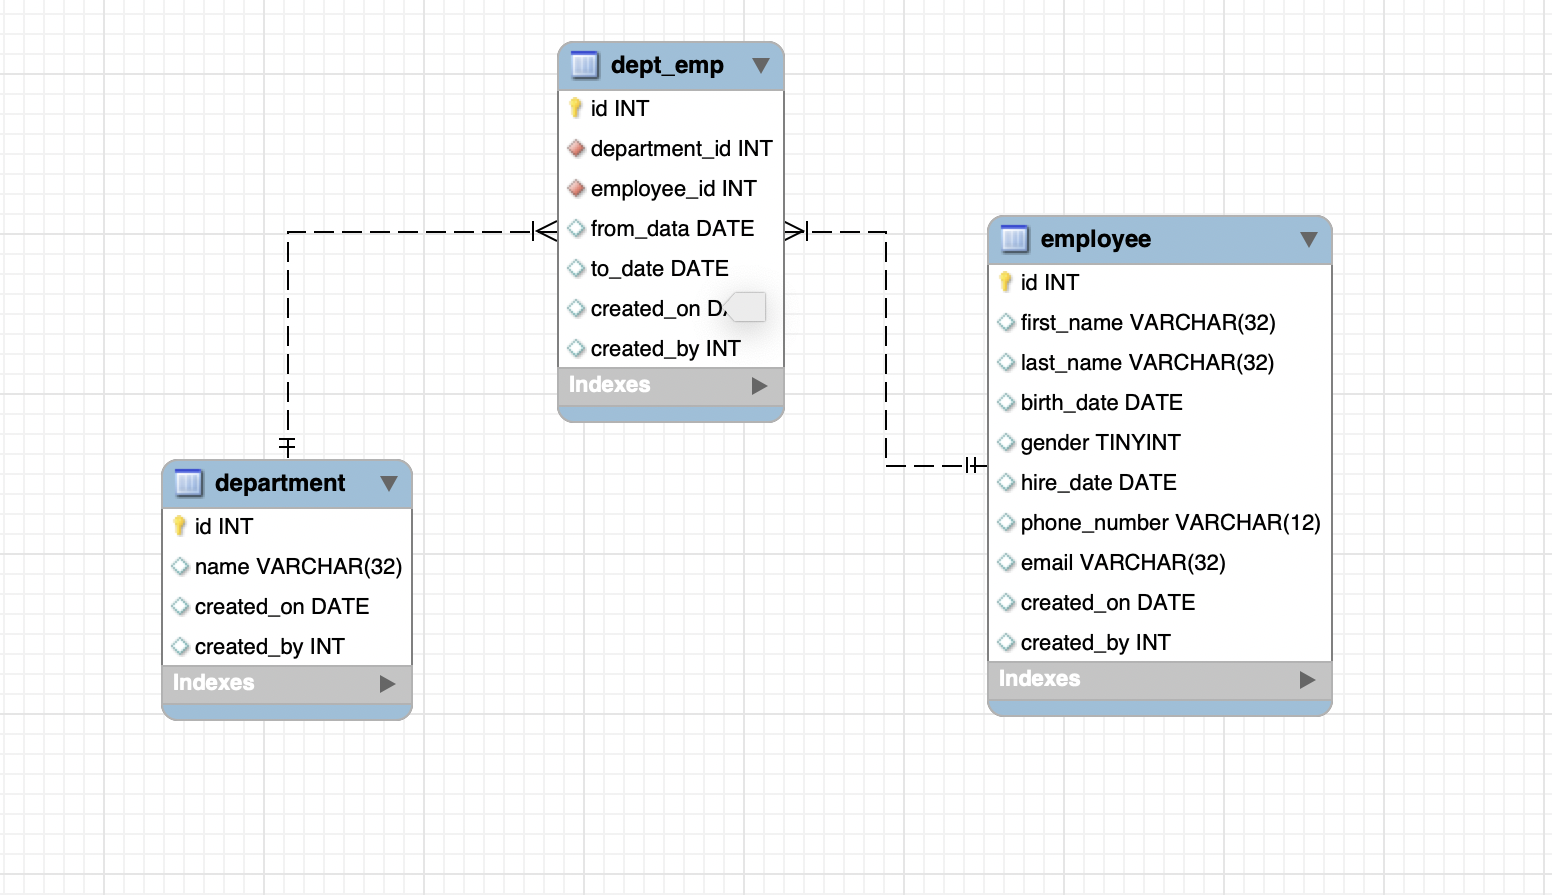 dept_emp
id INT
department_id INT
employee_id INT
from_data DATE
to_date DATE
created_on
created_by INT
Indexes
employee
id INT
first_name VARCHAR(32)
last_name VARCHAR(32)
birth_date DATE
gender TINYINT
hire_date DATE
phone_number VARCHAR(12)
email VARCHAR(32)
created_on DATE
created_by INT
Indexes
department
id INT
name VARCHAR(32)
created_on DATE
created_by INT
Indexes